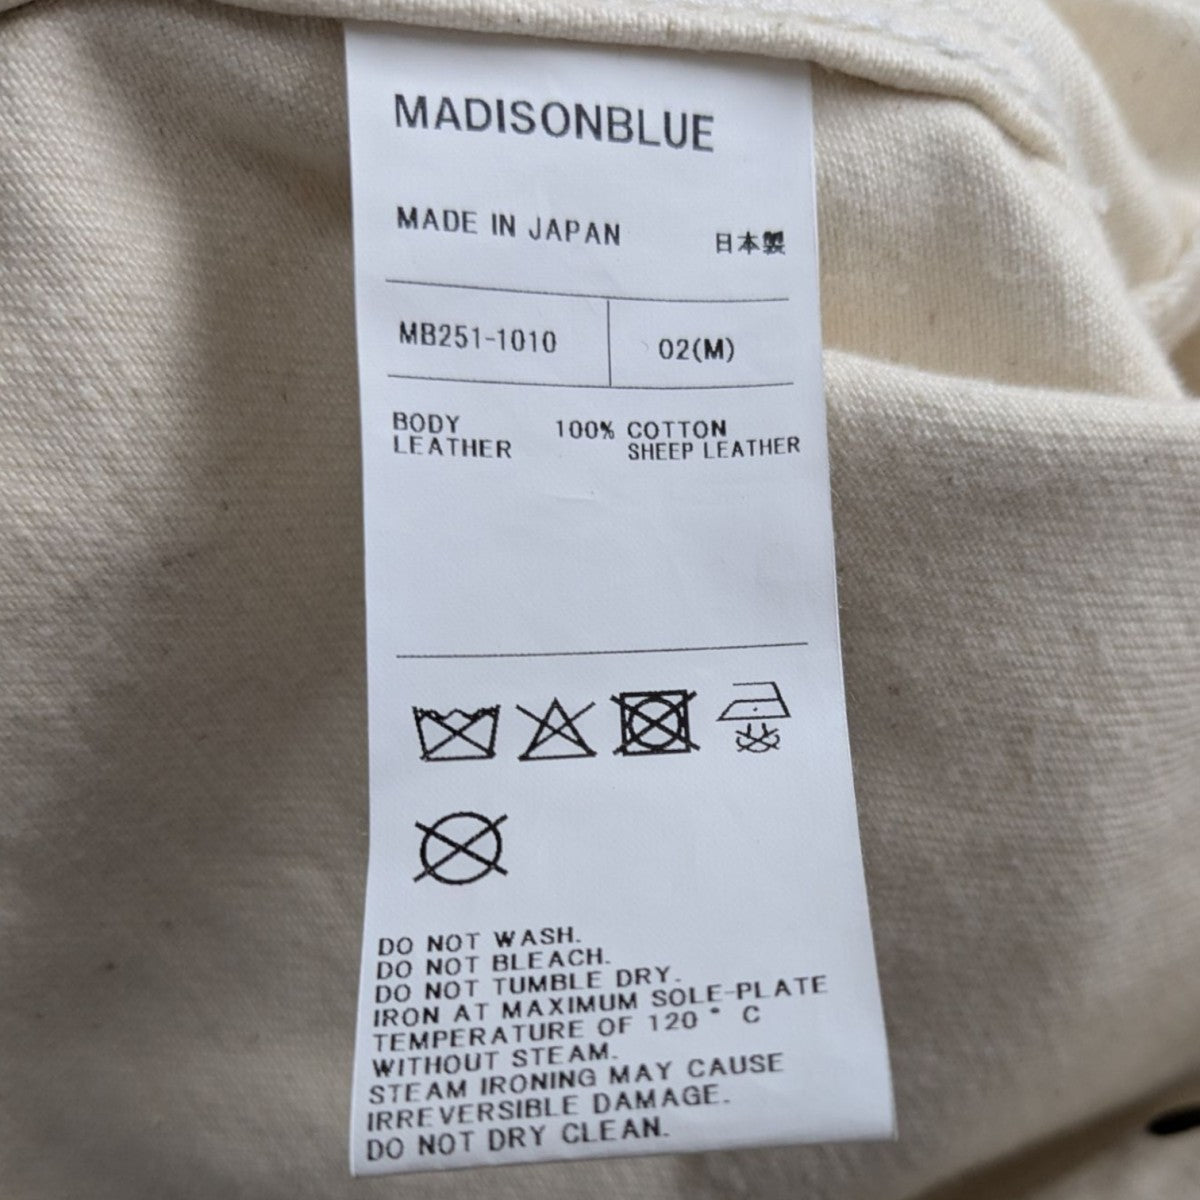 MADISONBLUE
MADE IN JAPAN 日本製
MB251-1010 02(M)
BODY 100% COTTON
LEATHER SHEEP LEATHER
DO NOT WASH.
DO NOT BLEACH.
DO NOT TUMBLE DRY.
IRON AT MAXIMUM SOLE-PLATE
TEMPERATURE OF 120 ° C
WITHOUT STEAM.
STEAM IRONING MAY CAUSE
IRREVERSIBLE DAMAGE.
DO NOT DRY CLEAN.